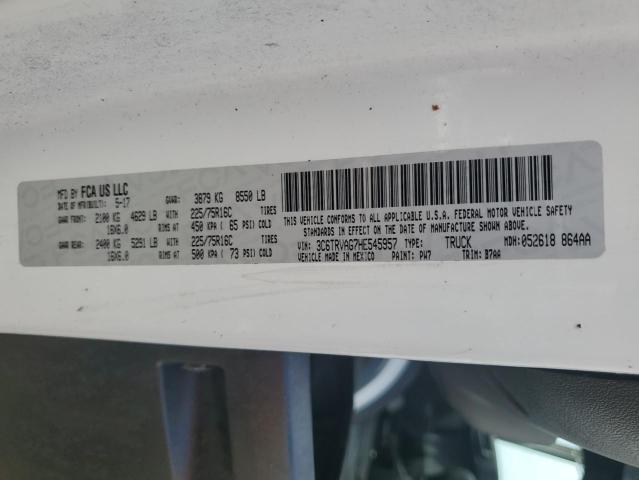 MFD BY FCA US LLC
DATE OF MFR(BUILT): 5-17 GVWR: 3879 KG 8550 LB
GAWR FRONT: 2100 KG 4629 LB WITH 225/75R16C TIRES
16X6.0 RIMS AT 450 KPA ( 65 PSI) COLD
GAWR REAR: 2400 KG 5291 LB WITH 225/75R16C TIRES
16X6.0 RIMS AT 500 KPA ( 73 PSI) COLD
THIS VEHICLE CONFORMS TO ALL APPLICABLE U.S.A. FEDERAL MOTOR VEHICLE SAFETY
STANDARDS IN EFFECT ON THE DATE OF MANUFACTURE SHOWN ABOVE.
VIN: 3C6TRVAG7HE545957 TYPE: TRUCK MDH: 052618 864AA
VEHICLE MADE IN MEXICO PAINT: PW7 TRIM: B7AA